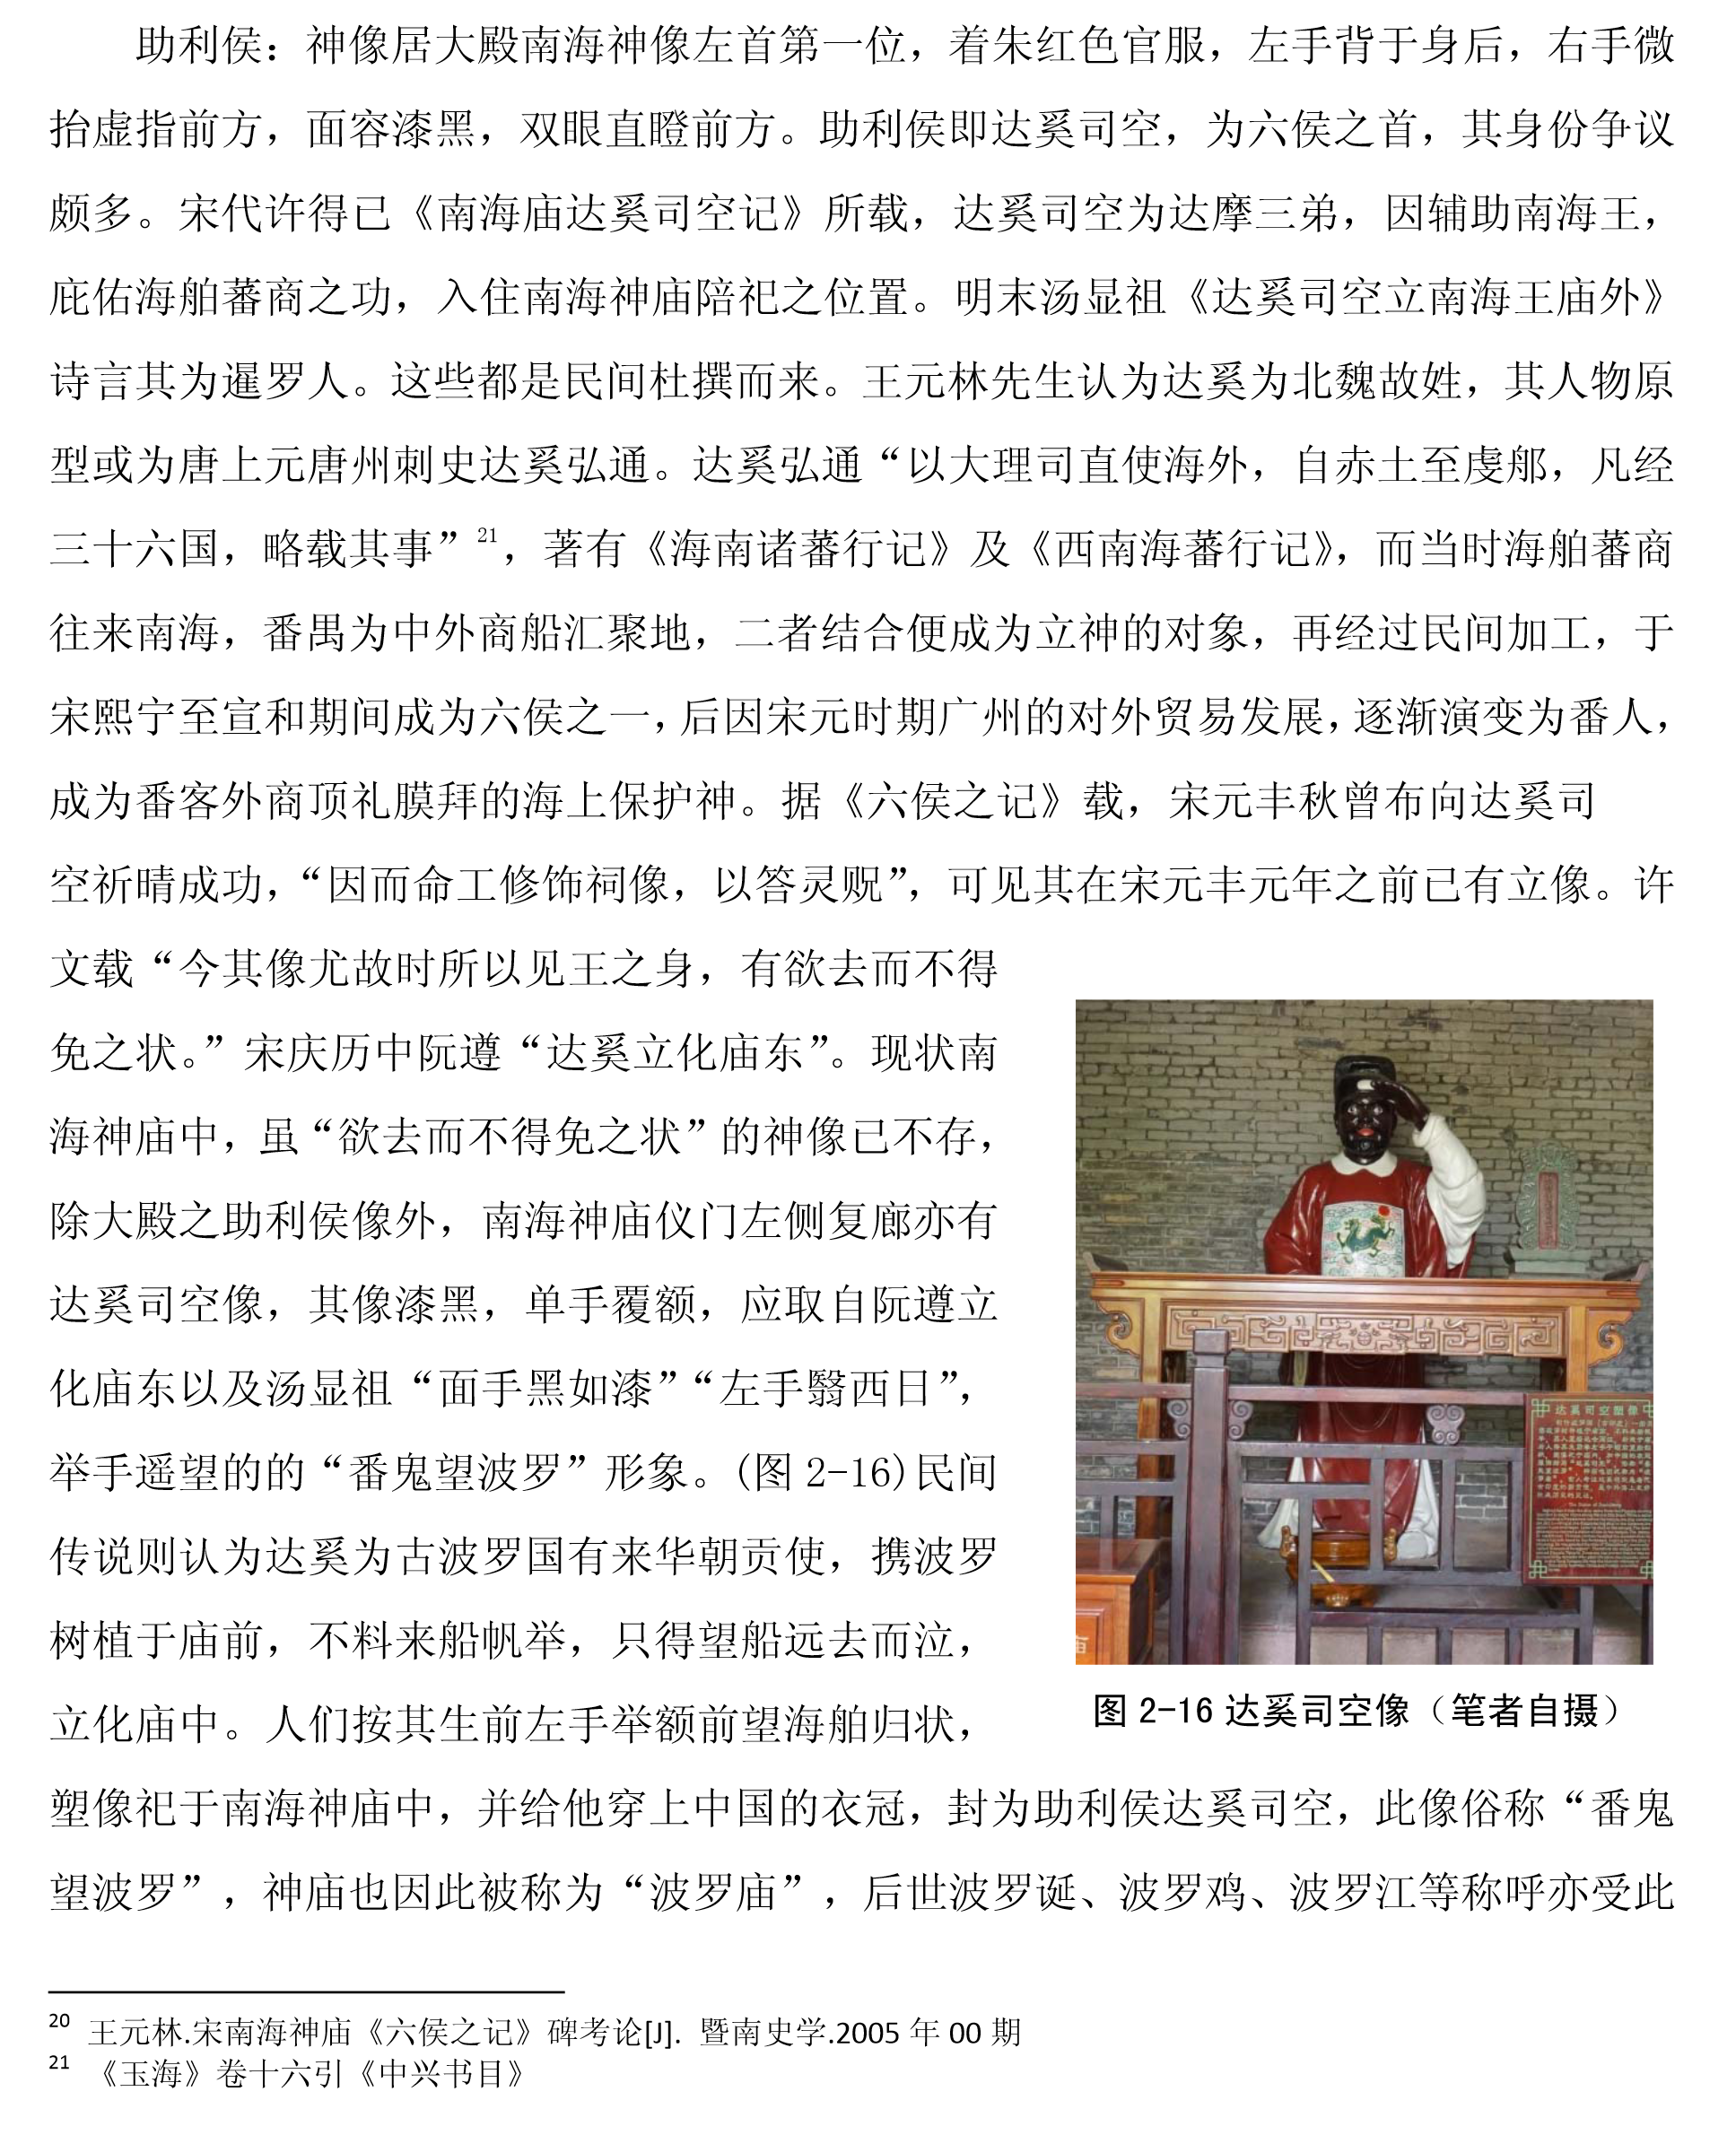 助利侯：神像居大殿南海神像左首第一位，着朱红色官服，左手背于身后，右手微
抬虚指前方，面容漆黑，双眼直瞪前方。助利侯即达奚司空，为六侯之首，其身份争议
颇多。宋代许得已《南海庙达奚司空记》所载，达奚司空为达摩三弟，因辅助南海王，
庇佑海舶蕃商之功，入住南海神庙陪祀之位置。明末汤显祖《达奚司空立南海王庙外》
诗言其为暹罗人。这些都是民间杜撰而来。王元林先生认为达奚为北魏故姓，其人物原
型或为唐上元唐州刺史达奚弘通。达奚弘通“以大理司直使海外，自赤土至虔邮，凡经
三十六国，略载其事”21，著有《海南诸蕃行记》及《西南海蕃行记》，而当时海舶蕃商
往来南海，番禺为中外商船汇聚地，二者结合便成为立神的对象，再经过民间加工，于
宋熙宁至宣和期间成为六侯之一，后因宋元时期广州的对外贸易发展，逐渐演变为番人，
成为番客外商顶礼膜拜的海上保护神。据《六侯之记》载，宋元丰秋曾布向达奚司
空祈晴成功，“因而命工修饰祠像，以答灵贶”，可见其在宋元丰元年之前已有立像。许
文载“今其像尤故时所以见王之身，有欲去而不得
免之状。”宋庆历中阮遵“达奚立化庙东”。现状南
海神庙中，虽“欲去而不得免之状”的神像已不存，
除大殿之助利侯像外，南海神庙仪门左侧复廊亦有
达奚司空像，其像漆黑，单手覆额，应取自阮遵立
化庙东以及汤显祖“面手黑如漆”“左手翳西日”，
举手遥望的的“番鬼望波罗”形象。(图 2-16)民间
传说则认为达奚为古波罗国有来华朝贡使，携波罗
树植于庙前，不料来船帆举，只得望船远去而泣，
立化庙中。人们按其生前左手举额前望海舶归状，
达奚司空塑像
图 2-16 达奚司空像（笔者自摄）
塑像祀于南海神庙中，并给他穿上中国的衣冠，封为助利侯达奚司空，此像俗称“番鬼
望波罗”，神庙也因此被称为“波罗庙”，后世波罗诞、波罗鸡、波罗江等称呼亦受此
20 王元林.宋南海神庙《六侯之记》碑考论[J]. 暨南史学.2005 年 00 期
21 《玉海》卷十六引《中兴书目》